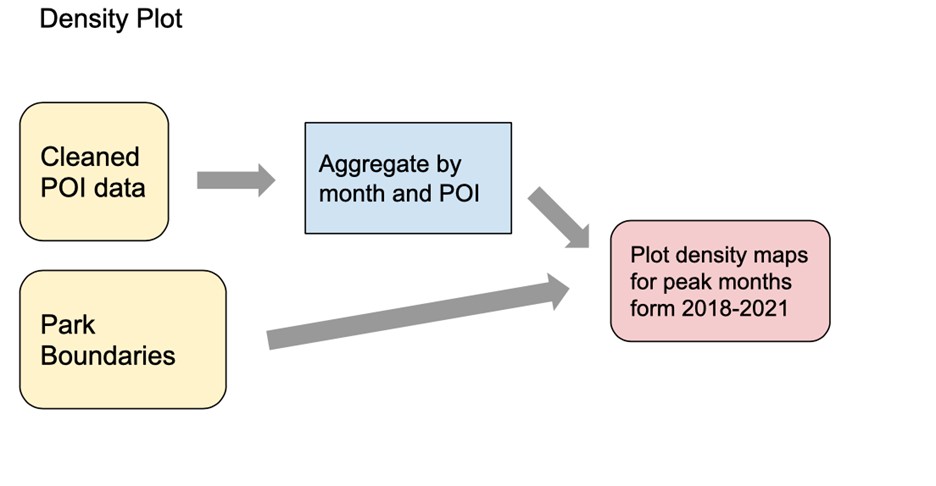 Density Plot
Cleaned
POI data
Aggregate by
month and POI
Plot density maps
for peak months
form 2018-2021
Park
Boundaries